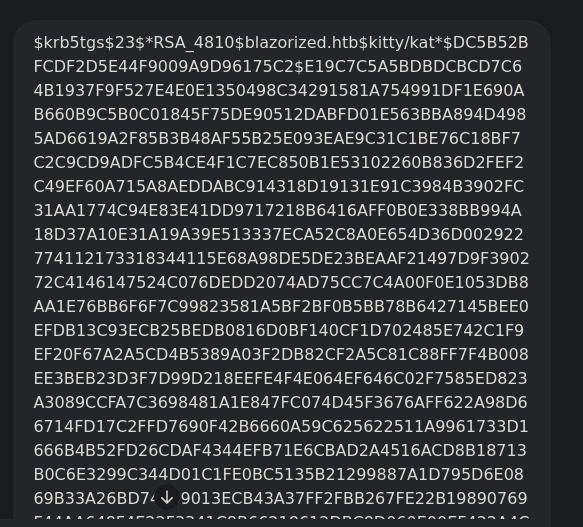 $krb5tgs$23$*RSA_4810$blazorized.htb$kitty/kat*$DC5B52B
FCDF2D5E44F9009A9D96175C2$E19C7C5A5BDBDCBCD7C6
4B1937F9F527E4E0E1350498C34291581A754991DF1E690A
B660B9C5B0C01845F75DE90512DABFD01E563BBA894D498
5AD6619A2F85B3B48AF55B25E093EAE9C31C1BE76C18BF7
C2C9CD9ADFC5B4CE4F1C7EC850B1E53102260B836D2FEF2
C49EF60A715A8AEDDABC914318D19131E91C3984B3902FC
31AA1774C94E83E41DD9717218B6416AFF0B0E338BB994A
18D37A10E31A19A39E513337ECA52C8A0E654D36D002922
774112173318344115E68A98DE5DE23BEAAF21497D9F3902
72C4146147524C076DEDD2074AD75CC7C4A00F0E1053DB8
AA1E76BB6F6F7C99823581A5BF2BF0B5BB78B6427145BEE0
EFDB13C93ECB25BEDB0816D0BF140CF1D702485E742C1F9
EF20F67A2A5CD4B5389A03F2DB82CF2A5C81C88FF7F4B008
EE3BEB23D3F7D99D218EEFE4F4E064EF646C02F7585ED823
A3089CCFA7C3698481A1E847FC074D45F3676AFF622A98D6
6714FD17C2FFD7690F42B6660A59C625622511A9961733D1
666B4B52FD26CDAF4344EFB71E6CBAD2A4516ACD8B18713
B0C6E3299C344D01C1FE0BC5135B21299887A1D795D6E08
69B33A26BD74 9013ECB43A37FF2FBB267FE22B19890769